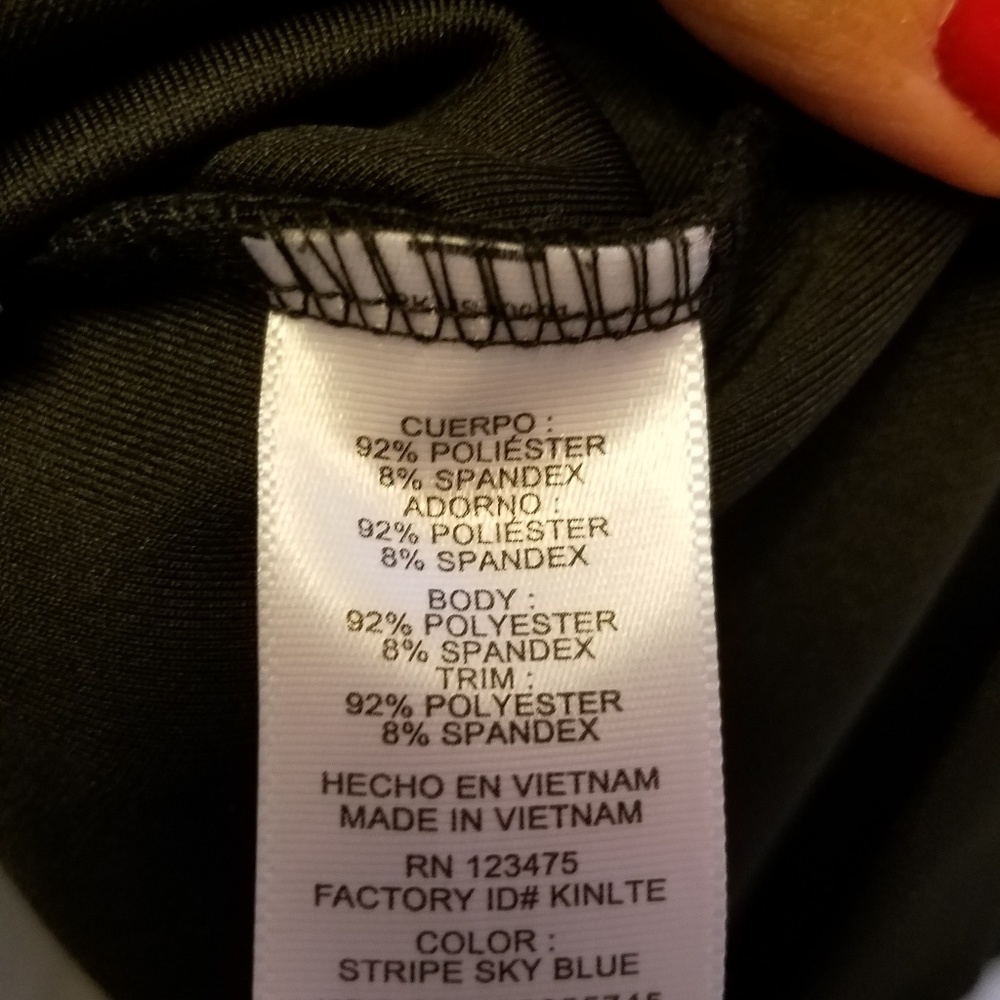 CUERPO :
92% POLIÉSTER
8% SPANDEX
ADORNO :
92% POLIÉSTER
8% SPANDEX
BODY :
92% POLYESTER
8% SPANDEX
TRIM :
92% POLYESTER
8% SPANDEX
HECHO EN VIETNAM
MADE IN VIETNAM
RN 123475
FACTORY ID# KINLTE
COLOR :
STRIPE SKY BLUE